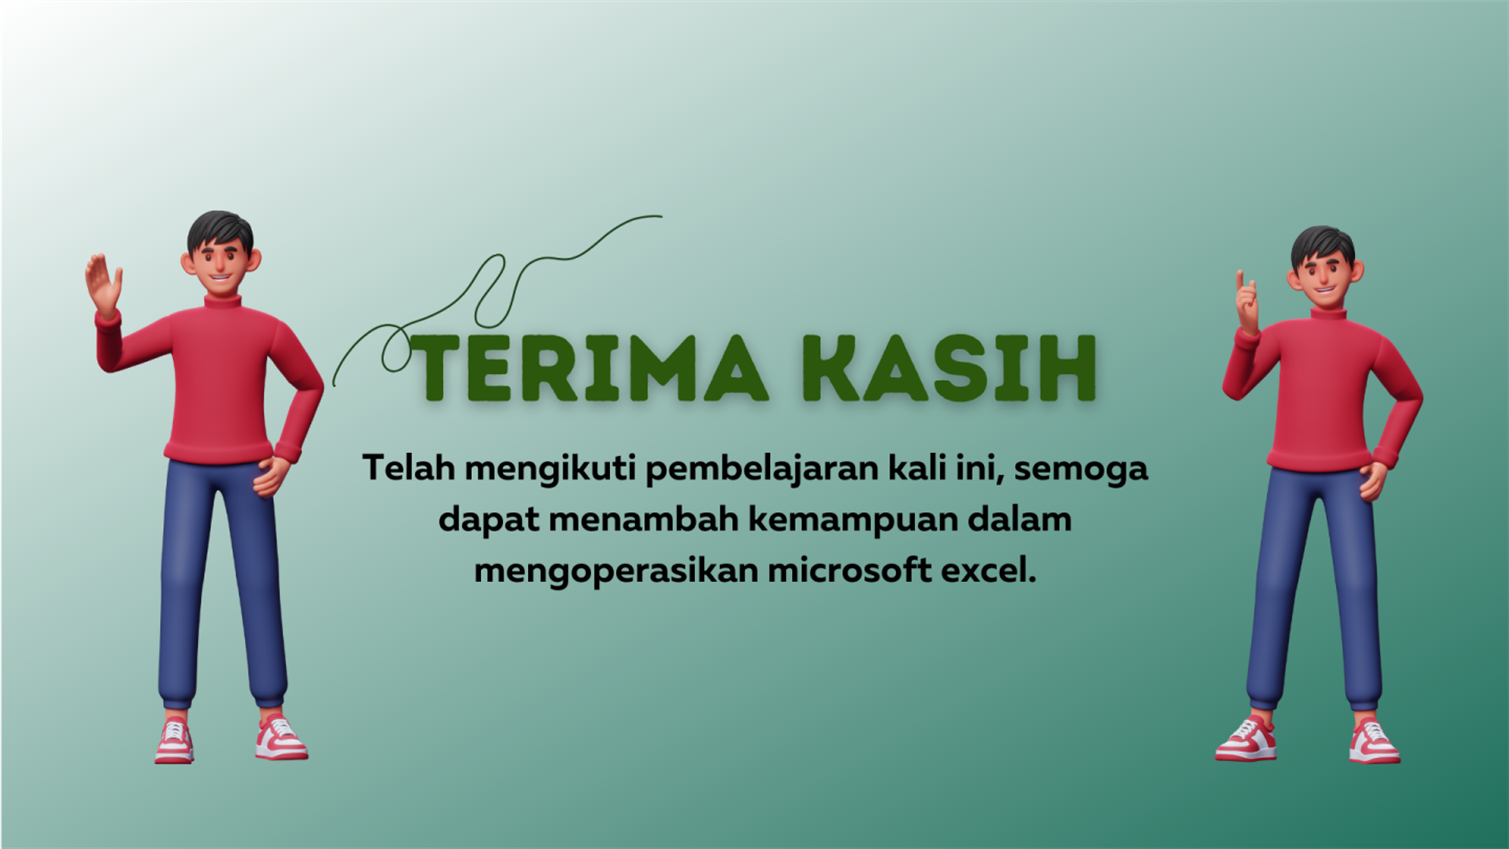 TERIMA KASIH
Telah mengikuti pembelajaran kali ini, semoga
dapat menambah kemampuan dalam
mengoperasikan microsoft excel.